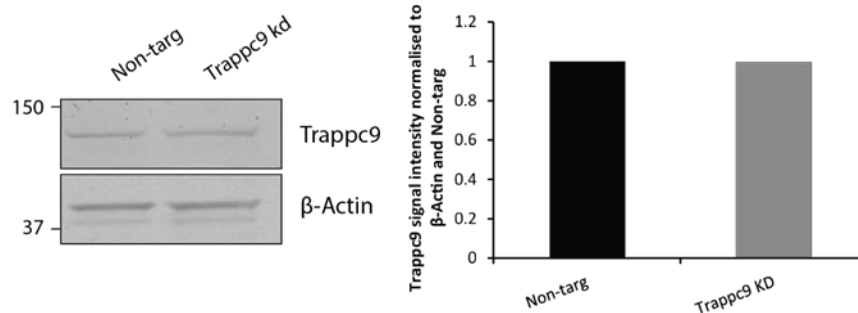 Non-targ
Trappc9 kd
150
Trappc9
β-Actin
37
Trappc9 signal intensity normalised to
β-Actin and Non-targ
1.2
1
0.8
0.6
0.4
0.2
0
Non-targ
Trappc9 KD